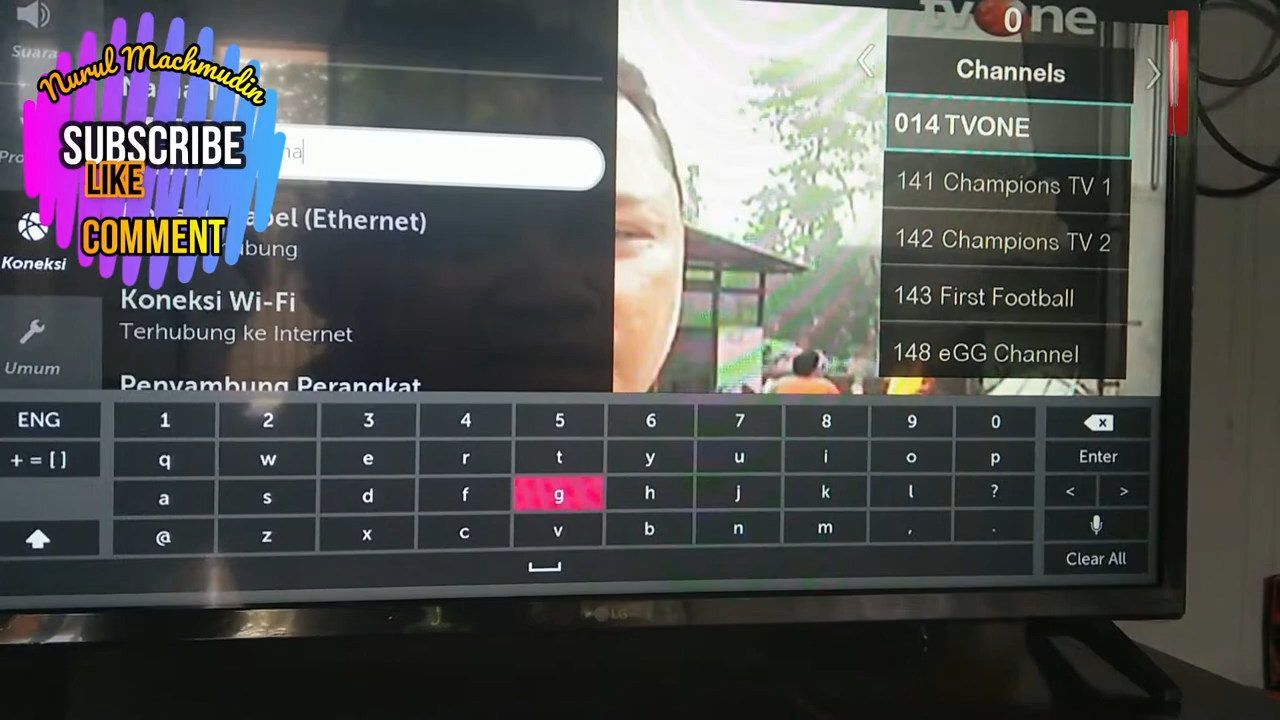 Suara
Nurul Machmudin
SUBSCRIBE
LIKE
COMMENT
na
(Ethernet)
Koneksi
Koneksi Wi-Fi
Terhubung ke Internet
Penyambung Perangkat
Umum
tvOne
0
Channels
014 TVONE
141 Champions TV 1
142 Champions TV 2
143 First Football
148 eGG Channel
ENG 1 2 3 4 5 6 7 8 9 0 x
+ = [ ] q w e r t y u i o p Enter
a s d f g h j k l ? < >
@ z x c v b n m , .
Clear All
LG